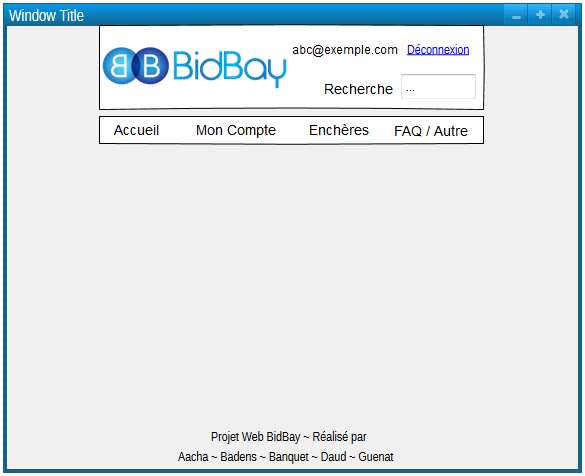 Window Title
BidBay
abc@exemple.com Déconnexion
Recherche ...
Accueil Mon Compte Enchères FAQ / Autre
Projet Web BidBay ~ Réalisé par
Aacha ~ Badens ~ Banquet ~ Daud ~ Guenat